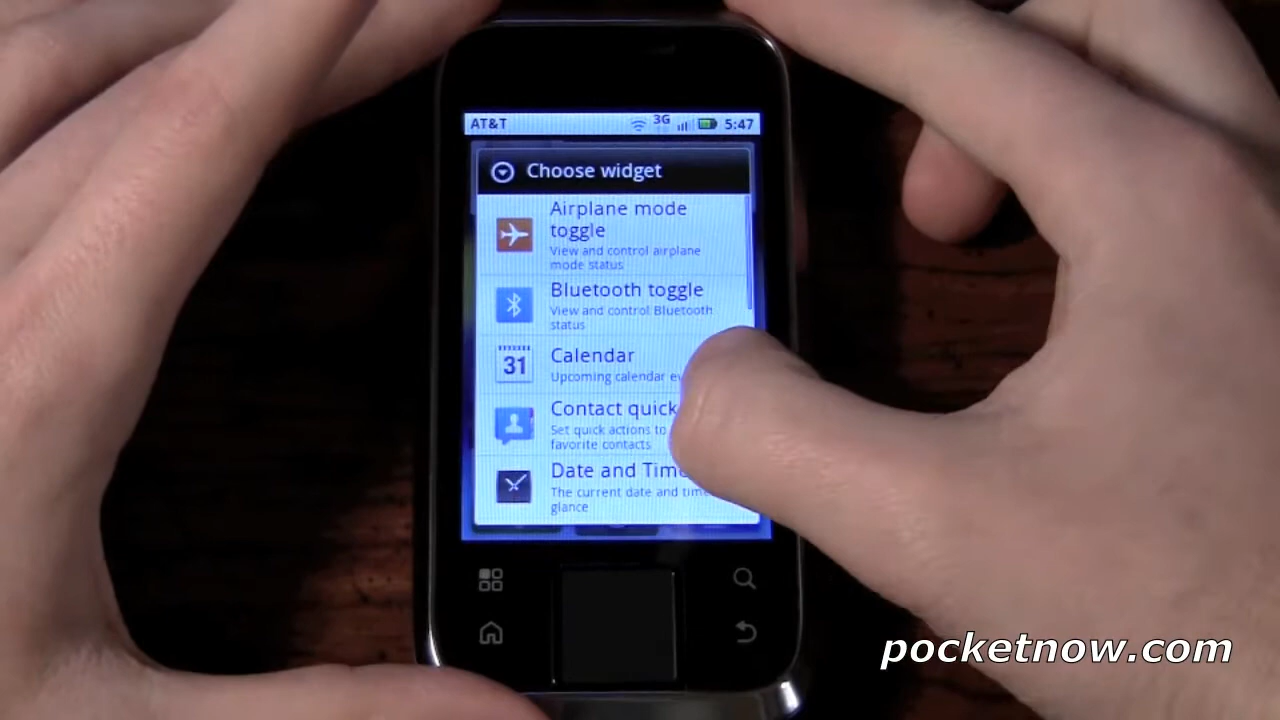 AT&T 3G 5:47
Choose widget
Airplane mode
toggle
View and control airplane
mode status
Bluetooth toggle
View and control Bluetooth
status
31
Calendar
Upcoming calendar
Contact quick
Set quick actions to
favorite contacts
Date and Time
The current date and time
glance
pocketnow.com